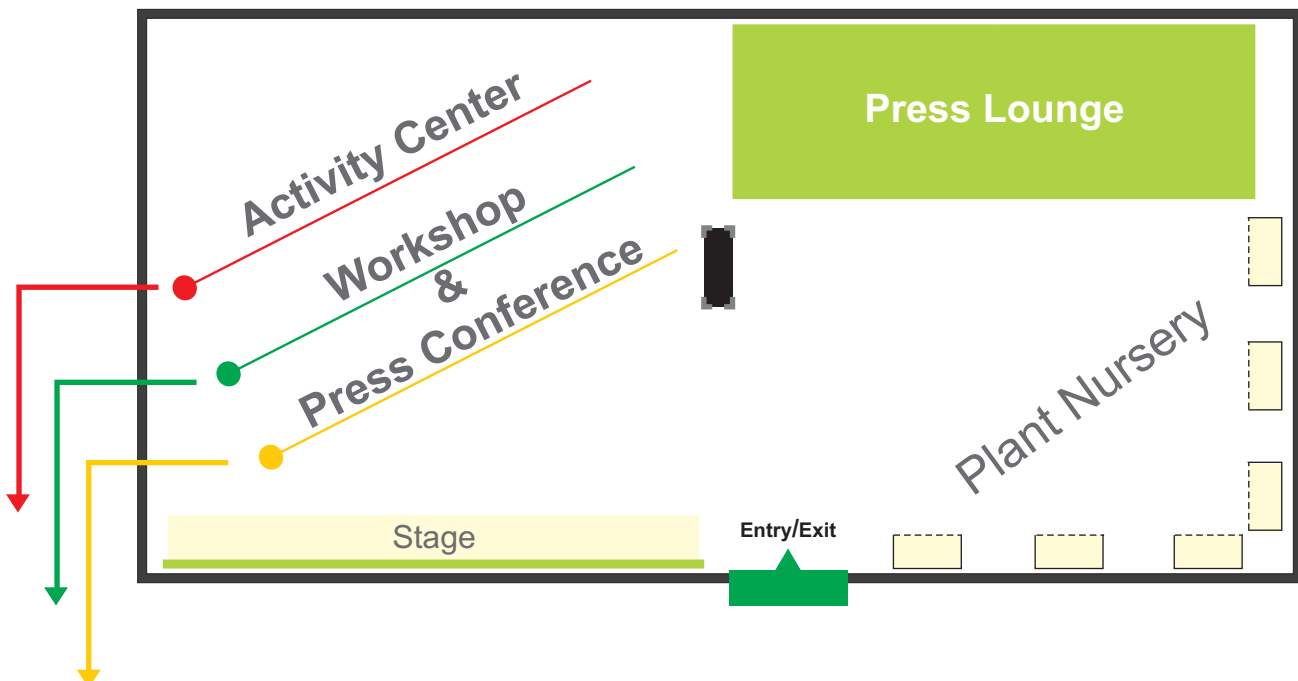 Activity Center
Workshop
&
Press Conference
Press Lounge
Plant Nursery
Stage
Entry/Exit